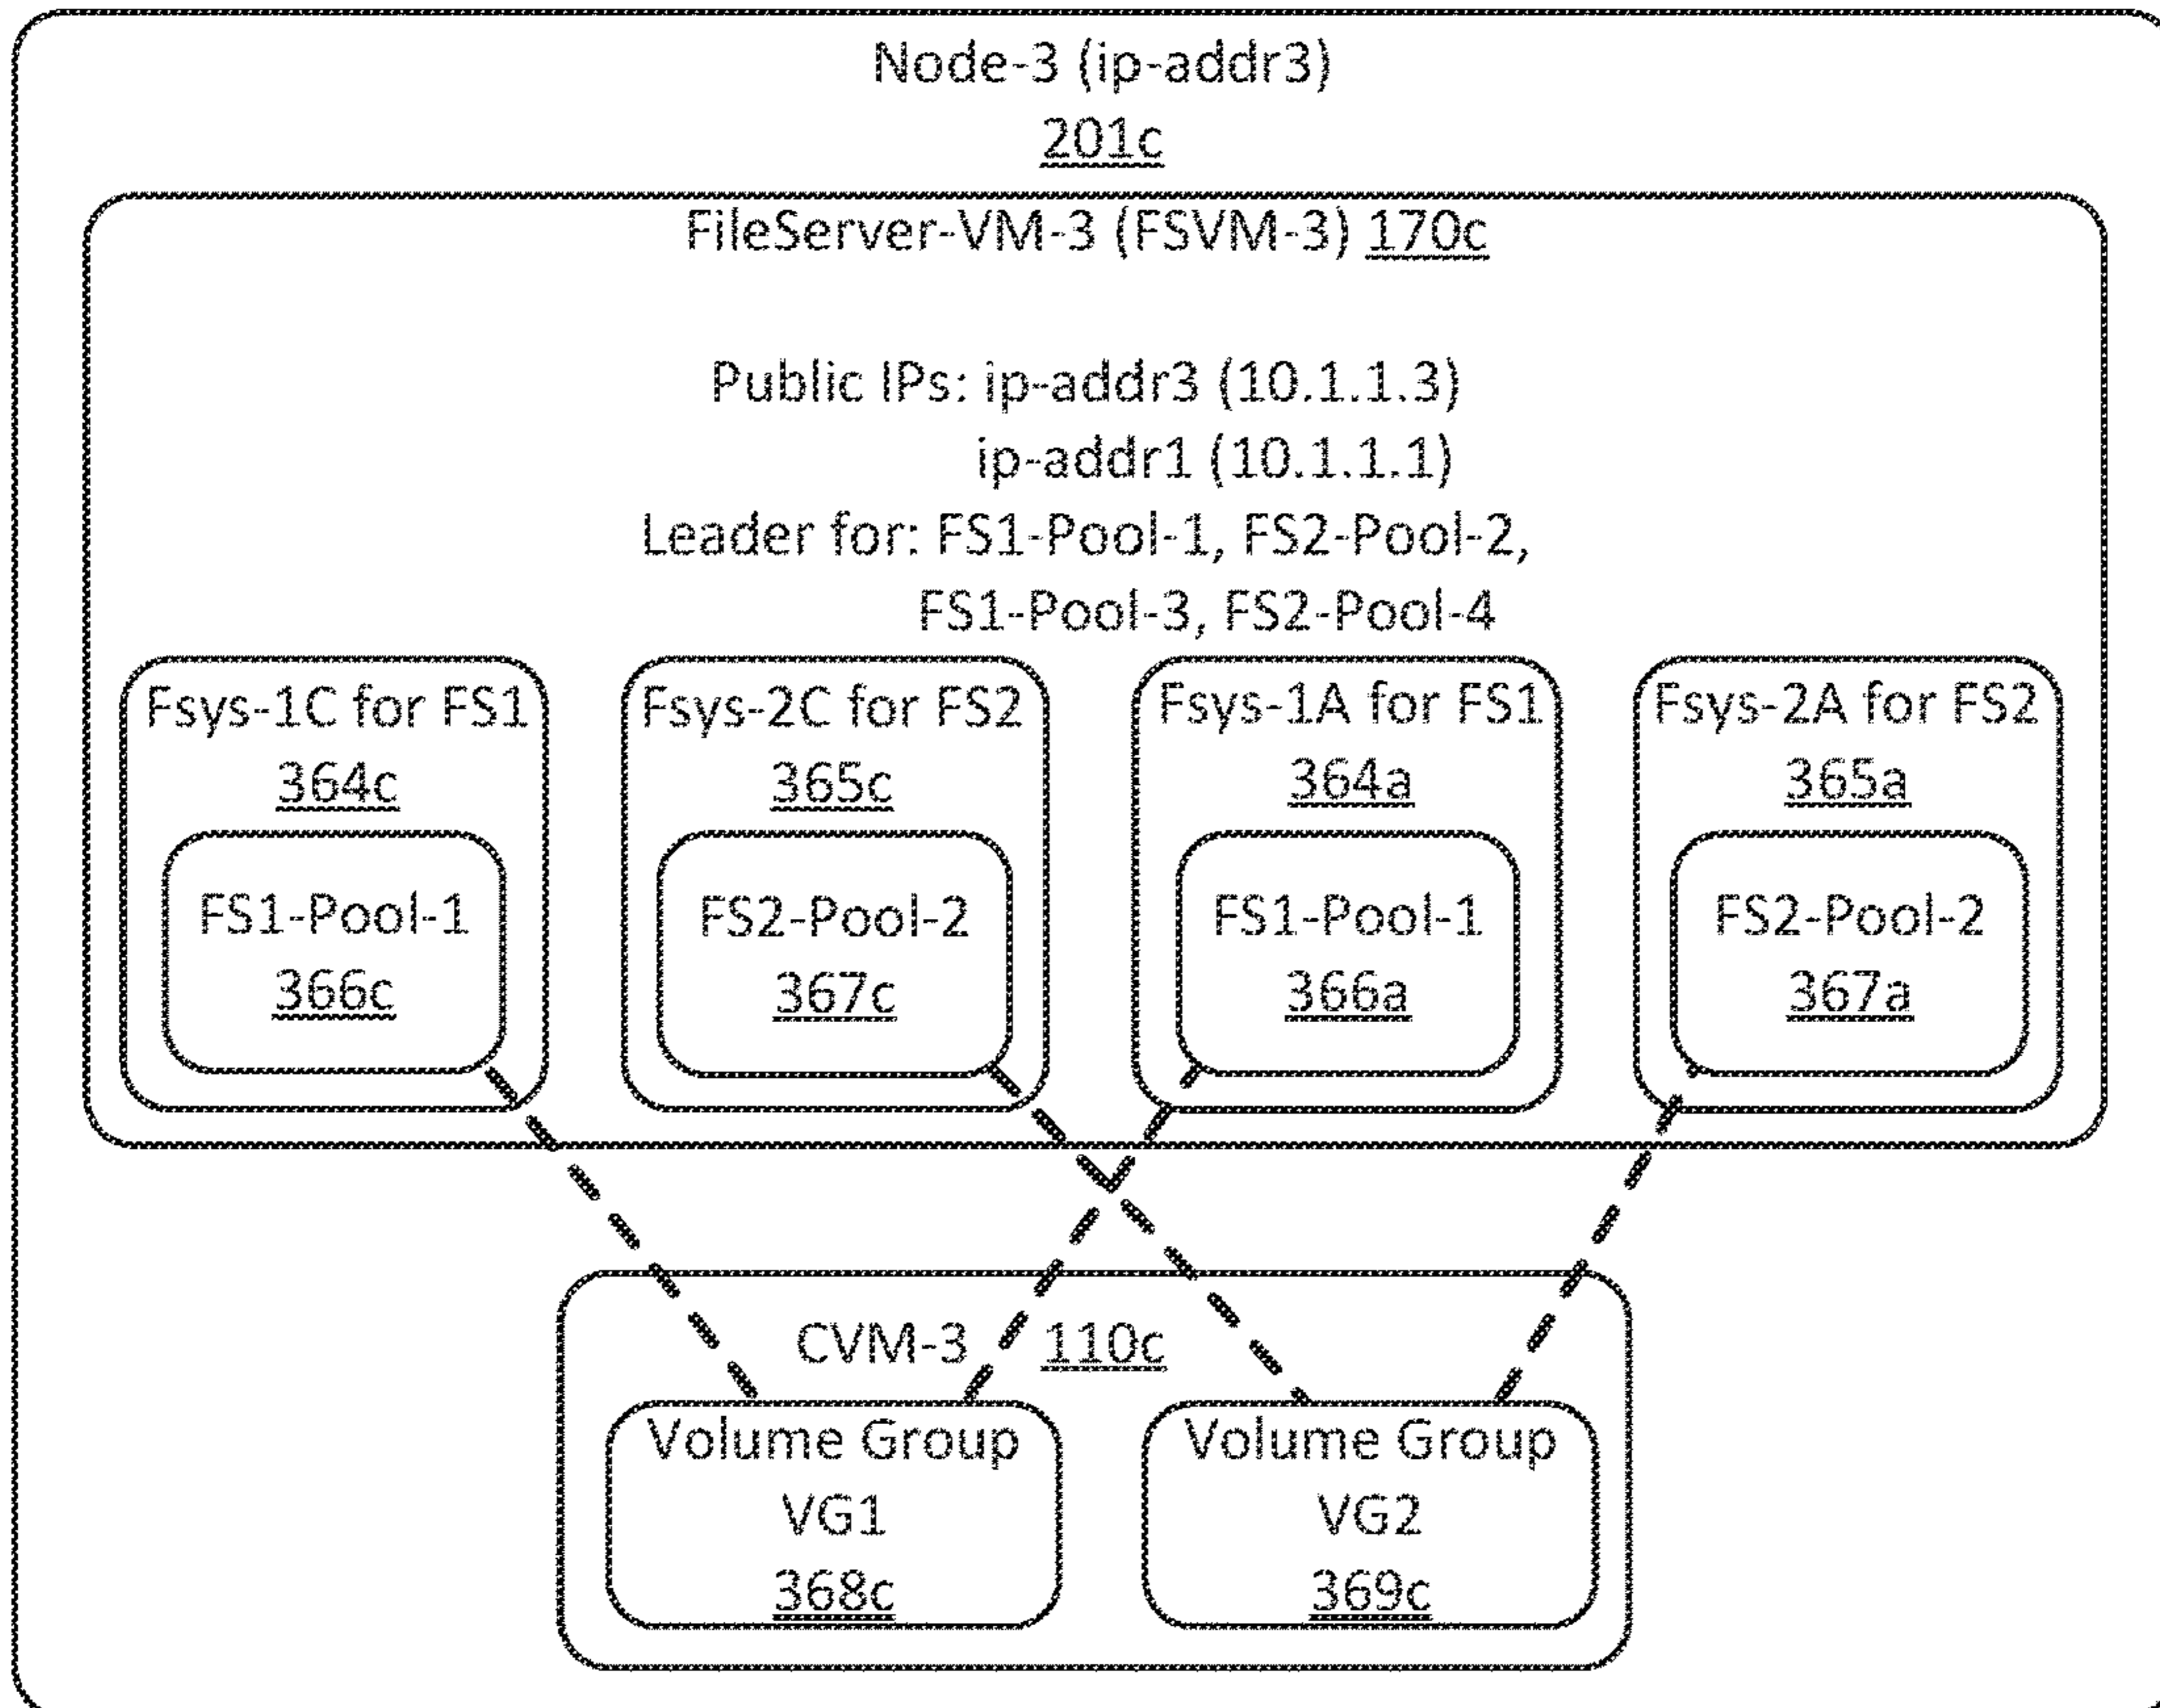 Node-3 (ip-addr3)
201c
FileServer-VM-3 (FSVM-3) 170c
Public IPs: ip-addr3 (10.1.1.3)
ip-addr1 (10.1.1.1)
Leader for: FS1-Pool-1, FS2-Pool-2,
FS1-Pool-3, FS2-Pool-4
Fsys-1C for FS1
364c
FS1-Pool-1
366c
Fsys-2C for FS2
365c
FS2-Pool-2
367c
Fsys-1A for FS1
364a
FS1-Pool-1
366a
Fsys-2A for FS2
365a
FS2-Pool-2
367a
CVM-3 110c
Volume Group
VG1
368c
Volume Group
VG2
369c